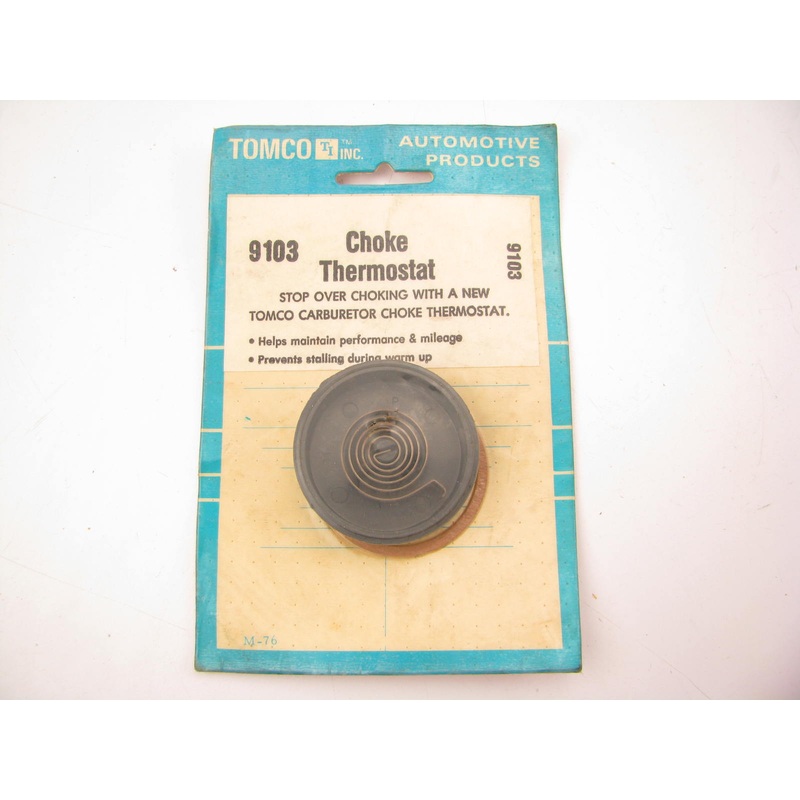 TOMCO TI ™ INC.
AUTOMOTIVE
PRODUCTS
9103
Choke
Thermostat
9103
STOP OVER CHOKING WITH A NEW
TOMCO CARBURETOR CHOKE THERMOSTAT.
• Helps maintain performance & mileage
• Prevents stalling during warm up
M-76